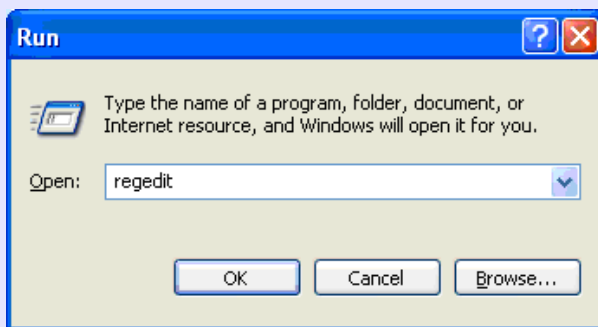 Run
Type the name of a program, folder, document, or
Internet resource, and Windows will open it for you.
Open: regedit
OK Cancel Browse...